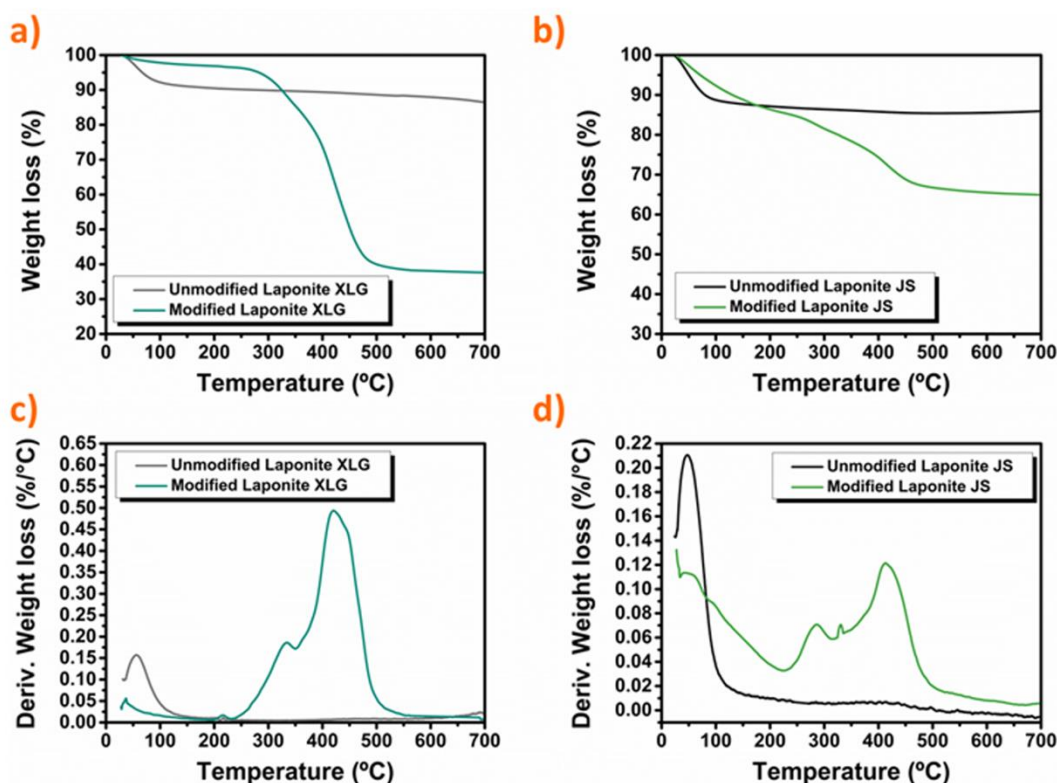 a)
Weight loss (%)
100
90
80
70
60
50
40
30
20
Unmodified Laponite XLG
Modified Laponite XLG
0 100 200 300 400 500 600 700
Temperature (ºC)
b)
Weight loss (%)
100
90
80
70
60
50
40
30
Unmodified Laponite JS
Modified Laponite JS
0 100 200 300 400 500 600 700
Temperature (ºC)
c)
Deriv. Weight loss (%/°C)
0.65
0.60
0.55
0.50
0.45
0.40
0.35
0.30
0.25
0.20
0.15
0.10
0.05
0.00
Unmodified Laponite XLG
Modified Laponite XLG
0 100 200 300 400 500 600 700
Temperature (ºC)
d)
Deriv. Weight loss (%/°C)
0.22
0.20
0.18
0.16
0.14
0.12
0.10
0.08
0.06
0.04
0.02
0.00
Unmodified Laponite JS
Modified Laponite JS
0 100 200 300 400 500 600 700
Temperature (ºC)